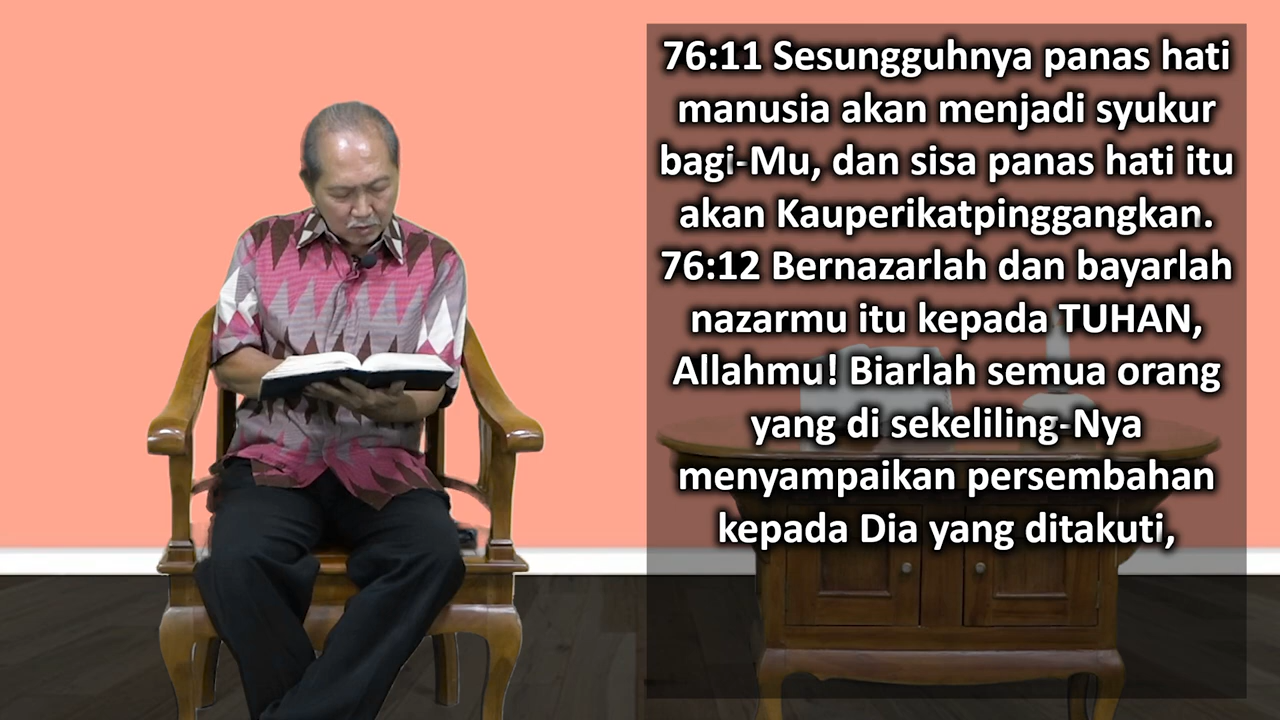 76:11 Sesungguhnya panas hati
manusia akan menjadi syukur
bagi-Mu, dan sisa panas hati itu
akan Kauperikatpinggangkan.
76:12 Bernazarlah dan bayarlah
nazarmu itu kepada TUHAN,
Allahmu! Biarlah semua orang
yang di sekeliling-Nya
menyampaikan persembahan
kepada Dia yang ditakuti,